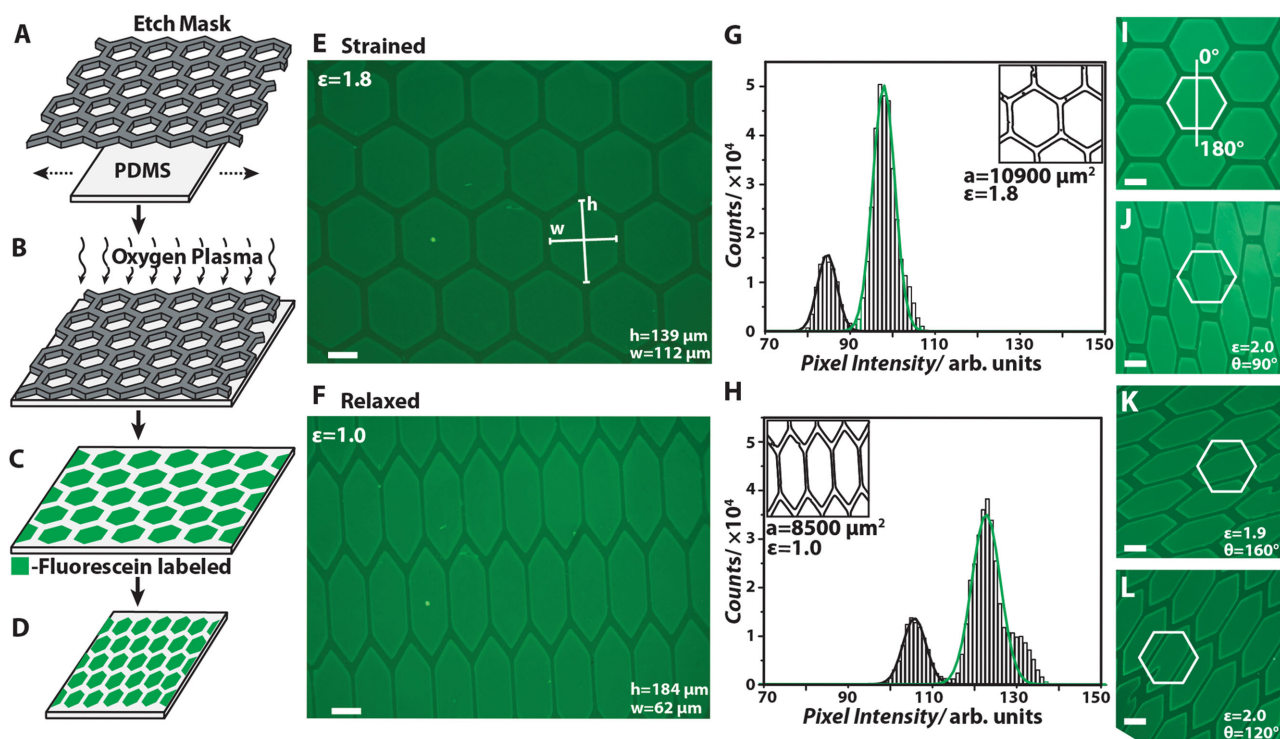 A
Etch Mask
PDMS
B
Oxygen Plasma
C
-Fluorescein labeled
D
E Strained
ε=1.8
h
w
h=139 µm
w=112 µm
F Relaxed
ε=1.0
h=184 µm
w=62 µm
G
Counts/ ×10⁴
5
4
3
2
1
0
70 90 110 130 150
Pixel Intensity/ arb. units
a=10900 µm²
ε=1.8
H
Counts/ ×10⁴
5
4
3
2
1
0
70 90 110 130 150
Pixel Intensity/ arb. units
a=8500 µm²
ε=1.0
I
0°
180°
J
ε=2.0
θ=90°
K
ε=1.9
θ=160°
L
ε=2.0
θ=120°